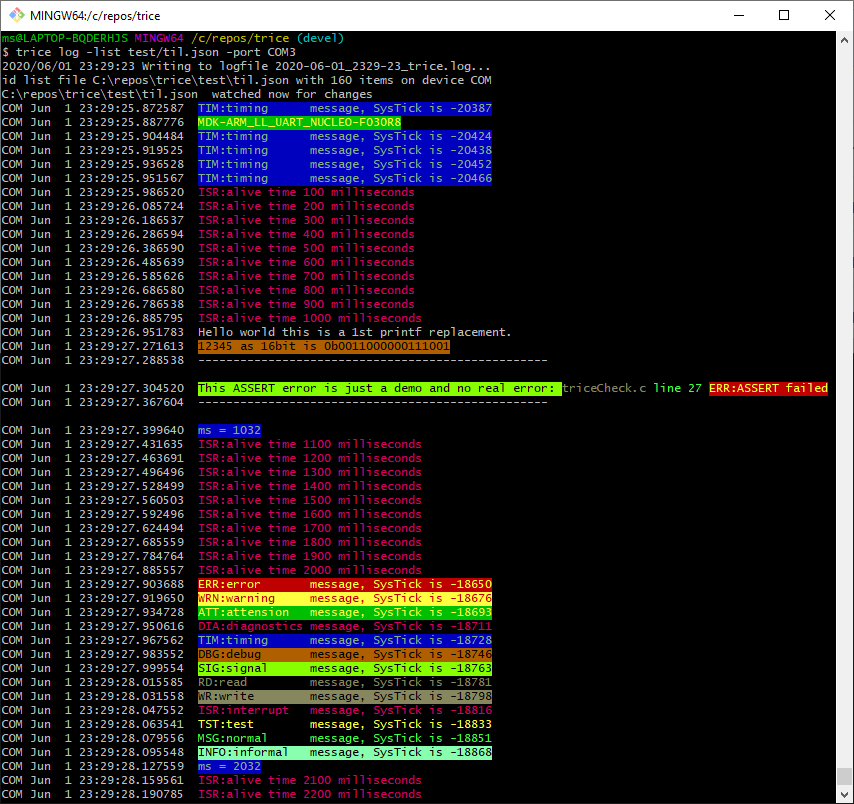 MINGW64:/c/repos/trice
ms@LAPTOP-BQDERHJS MINGW64 /c/repos/trice (devel)
$ trice log -list test/til.json -port COM3
2020/06/01 23:29:23 Writing to logfile 2020-06-01_2329-23_trice.log...
id list file C:\repos\trice\test\til.json with 160 items on device COM
C:\repos\trice\test\til.json  watched now for changes
COM Jun  1 23:29:25.872587  TIM:timing      message, SysTick is -20387
COM Jun  1 23:29:25.887776  MDK-ARM_LL_UART_NUCLEO-F030R8
COM Jun  1 23:29:25.904484  TIM:timing      message, SysTick is -20424
COM Jun  1 23:29:25.919525  TIM:timing      message, SysTick is -20438
COM Jun  1 23:29:25.936528  TIM:timing      message, SysTick is -20452
COM Jun  1 23:29:25.951567  TIM:timing      message, SysTick is -20466
COM Jun  1 23:29:25.986520  ISR:alive time 100 milliseconds
COM Jun  1 23:29:26.085724  ISR:alive time 200 milliseconds
COM Jun  1 23:29:26.186537  ISR:alive time 300 milliseconds
COM Jun  1 23:29:26.286594  ISR:alive time 400 milliseconds
COM Jun  1 23:29:26.386590  ISR:alive time 500 milliseconds
COM Jun  1 23:29:26.485639  ISR:alive time 600 milliseconds
COM Jun  1 23:29:26.585626  ISR:alive time 700 milliseconds
COM Jun  1 23:29:26.686580  ISR:alive time 800 milliseconds
COM Jun  1 23:29:26.786538  ISR:alive time 900 milliseconds
COM Jun  1 23:29:26.885795  ISR:alive time 1000 milliseconds
COM Jun  1 23:29:26.951783  Hello world this is a 1st printf replacement.
COM Jun  1 23:29:27.271613  12345 as 16bit is 0b0011000000111001
COM Jun  1 23:29:27.288538  --------------------------------------------------
COM Jun  1 23:29:27.304520  This ASSERT error is just a demo and no real error: triceCheck.c line 27 ERR:ASSERT failed
COM Jun  1 23:29:27.367604  --------------------------------------------------
COM Jun  1 23:29:27.399640  ms = 1032
COM Jun  1 23:29:27.431635  ISR:alive time 1100 milliseconds
COM Jun  1 23:29:27.463691  ISR:alive time 1200 milliseconds
COM Jun  1 23:29:27.496496  ISR:alive time 1300 milliseconds
COM Jun  1 23:29:27.528499  ISR:alive time 1400 milliseconds
COM Jun  1 23:29:27.560503  ISR:alive time 1500 milliseconds
COM Jun  1 23:29:27.592496  ISR:alive time 1600 milliseconds
COM Jun  1 23:29:27.624494  ISR:alive time 1700 milliseconds
COM Jun  1 23:29:27.685559  ISR:alive time 1800 milliseconds
COM Jun  1 23:29:27.784764  ISR:alive time 1900 milliseconds
COM Jun  1 23:29:27.885557  ISR:alive time 2000 milliseconds
COM Jun  1 23:29:27.903688  ERR:error       message, SysTick is -18650
COM Jun  1 23:29:27.919650  WRN:warning     message, SysTick is -18676
COM Jun  1 23:29:27.934728  ATT:attension   message, SysTick is -18693
COM Jun  1 23:29:27.950616  DIA:diagnostics message, SysTick is -18711
COM Jun  1 23:29:27.967562  TIM:timing      message, SysTick is -18728
COM Jun  1 23:29:27.983552  DBG:debug       message, SysTick is -18746
COM Jun  1 23:29:27.999554  SIG:signal      message, SysTick is -18763
COM Jun  1 23:29:28.015585  RD:read         message, SysTick is -18781
COM Jun  1 23:29:28.031558  WR:write        message, SysTick is -18798
COM Jun  1 23:29:28.047552  ISR:interrupt   message, SysTick is -18816
COM Jun  1 23:29:28.063541  TST:test        message, SysTick is -18833
COM Jun  1 23:29:28.079556  MSG:normal      message, SysTick is -18851
COM Jun  1 23:29:28.095548  INFO:informal   message, SysTick is -18868
COM Jun  1 23:29:28.127559  ms = 2032
COM Jun  1 23:29:28.159561  ISR:alive time 2100 milliseconds
COM Jun  1 23:29:28.190785  ISR:alive time 2200 milliseconds